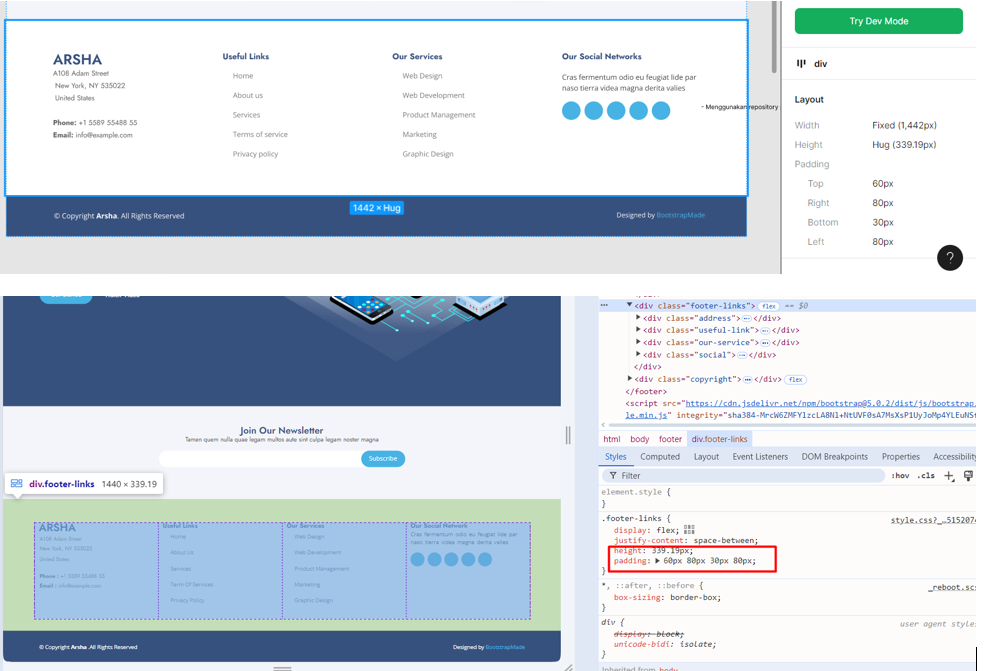 Try Dev Mode
div
Layout
Width Fixed (1,442px)
Height Hug (339.19px)
Padding
Top 60px
Right 80px
Bottom 30px
Left 80px
?
ARSHA
A108 Adam Street
New York, NY 535022
United States
Phone: +1 5589 55488 55
Email: info@example.com
Useful Links
Home
About us
Services
Terms of service
Privacy policy
Our Services
Web Design
Web Development
Product Management
Marketing
Graphic Design
Our Social Networks
Cras fermentum odio eu feugiat lide par
naso tierra videa magna derita valies
- Menggunakan repository
1442 × Hug
© Copyright Arsha. All Rights Reserved
Designed by BootstrapMade
Join Our Newsletter
Tamen quem nulla quae legam multos aute sint culpa legam noster magna
Subscribe
div.footer-links 1440 × 339.19
ARSHA
A108 Adam Street
New York, NY 535022
United States
Phone : +1 5589 55488 55
Email : info@example.com
Useful Links
Home
About Us
Services
Term Of Services
Privacy Policy
Our Services
Web Design
Web Development
Product Management
Marketing
Graphic Design
Our Social Network
Cras fermentum odio eu feugiat lide par
naso tierra videa magna derita valies
© Copyright Arsha .All Rights Reserved
Designed by BootstrapMade
<div class="footer-links"> flex == $0
<div class="address"> ⋯ </div>
<div class="useful-link"> ⋯ </div>
<div class="our-service"> ⋯ </div>
<div class="social"> ⋯ </div>
</div>
<div class="copyright"> ⋯ </div> flex
</footer>
<script src="https://cdn.jsdelivr.net/npm/bootstrap@5.0.2/dist/js/bootstrap.
le.min.js" integrity="sha384-MrcW6ZMFYlzcLA8Nl+NtUVF0sA7MsXsP1UyJoMp4YLEuNSt
html body footer div.footer-links
Styles Computed Layout Event Listeners DOM Breakpoints Properties Accessibility
Filter :hov .cls
element.style {
}
.footer-links { style.css?_…515207
display: flex;
justify-content: space-between;
height: 339.19px;
padding: 60px 80px 30px 80px;
}
*, ::after, ::before { _reboot.sc
box-sizing: border-box;
}
div { user agent style
display: block;
unicode-bidi: isolate;
}
Inherited from body